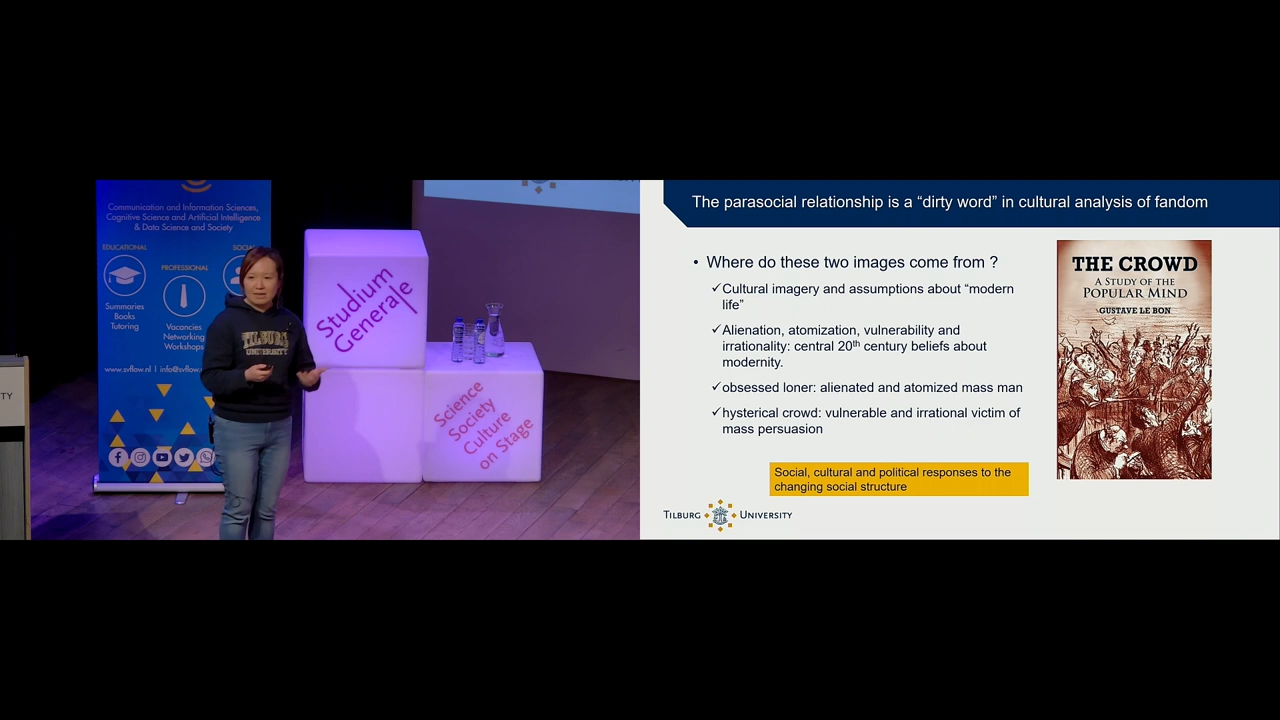 Communication and Information Sciences,
Cognitive Science and Artificial Intelligence
& Data Science and Society
EDUCATIONAL
PROFESSIONAL
Summaries
Books
Tutoring
Vacancies
Networking
Workshops
www.svflow.nl |
TILBURG
UNIVERSITY
Studium
Generale
Science
Society
Culture
on Stage
TY
The parasocial relationship is a “dirty word” in cultural analysis of fandom
• Where do these two images come from ?
✓Cultural imagery and assumptions about “modern
life”
✓Alienation, atomization, vulnerability and
irrationality: central 20th century beliefs about
modernity.
✓obsessed loner: alienated and atomized mass man
✓hysterical crowd: vulnerable and irrational victim of
mass persuasion
Social, cultural and political responses to the
changing social structure
TILBURG UNIVERSITY
THE CROWD
A STUDY OF THE
POPULAR MIND
GUSTAVE LE BON